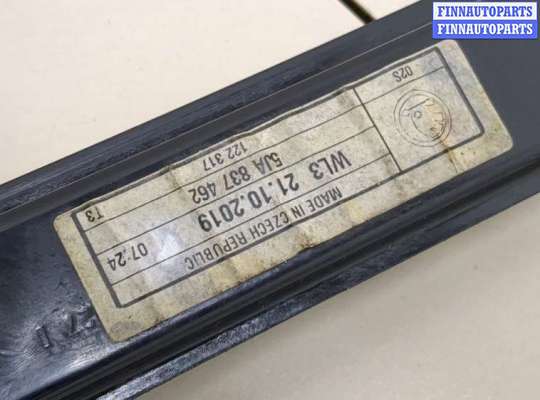 FINNAUTOPARTS
FINNAUTOPARTS
MADE IN CZECH REPUBLIC
WL3 21.10.2019 07:24
5JA 837 462
122 317
02S T3